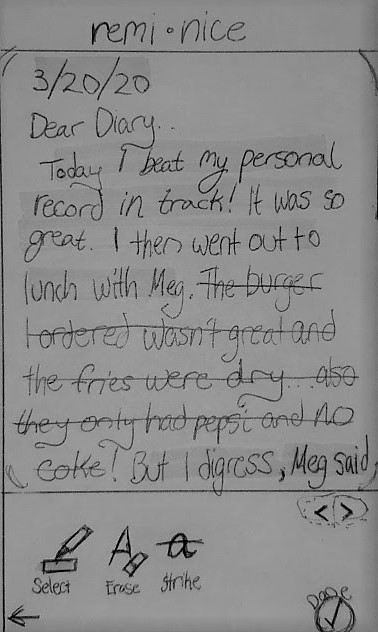 remi•nice
3/20/20
Dear Diary..
Today I beat my personal
record in track! It was so
great. I then went out to
lunch with Meg. The burger
I ordered wasn't great and
the fries were dry... also
they only had pepsi and no
coke! But I digress, Meg said,
< >
A a
Select Erase Strike
Done